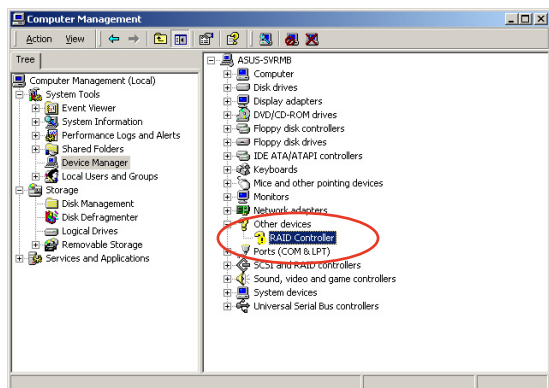 Computer Management
Action View
Tree
Computer Management (Local)
System Tools
Event Viewer
System Information
Performance Logs and Alerts
Shared Folders
Device Manager
Local Users and Groups
Storage
Disk Management
Disk Defragmenter
Logical Drives
Removable Storage
Services and Applications
ASUS-SVRMB
Computer
Disk drives
Display adapters
DVD/CD-ROM drives
Floppy disk controllers
Floppy disk drives
IDE ATA/ATAPI controllers
Keyboards
Mice and other pointing devices
Monitors
Network adapters
Other devices
RAID Controller
Ports (COM & LPT)
SCSI and RAID controllers
Sound, video and game controllers
System devices
Universal Serial Bus controllers